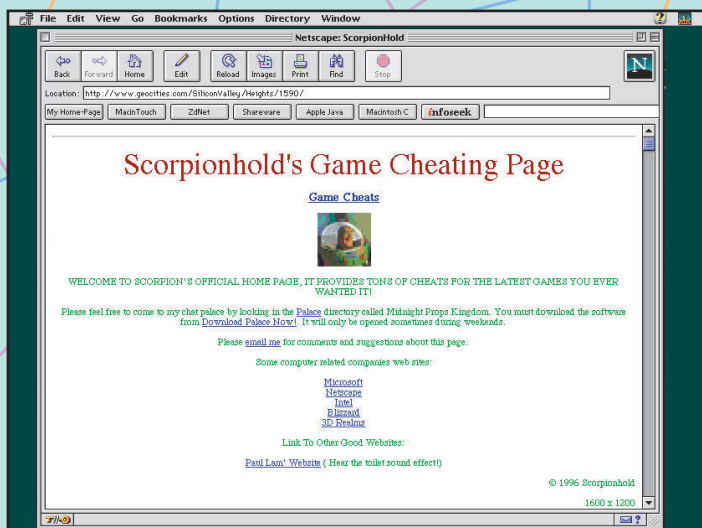 File Edit View Go Bookmarks Options Directory Window
Netscape: ScorpionHold
Back Forward Home Edit Reload Images Print Find Stop
N
Location: http://www.geocities.com/SiliconValley/Heights/1590/
My Home-Page MacinTouch ZdNet Shareware Apple Java Macintosh C infoseek
Scorpionhold's Game Cheating Page
Game Cheats
WELCOME TO SCORPION'S OFFICIAL HOME PAGE, IT PROVIDES TONS OF CHEATS FOR THE LATEST GAMES YOU EVER
WANTED IT!
Please feel free to come to my chat palace by looking in the Palace directory called Midnight Props Kingdom. You must download the software
from Download Palace Now!. It will only be opened sometimes during weekends.
Please email me for comments and suggestions about this page.
Some computer related companies web sites:
Microsoft
Netscape
Intel
Blizzard
3D Realms
Link To Other Good Websites:
Paul Lam' Website ( Hear the toilet sound effect!)
© 1996 Scorpionhold
1600 x 1200